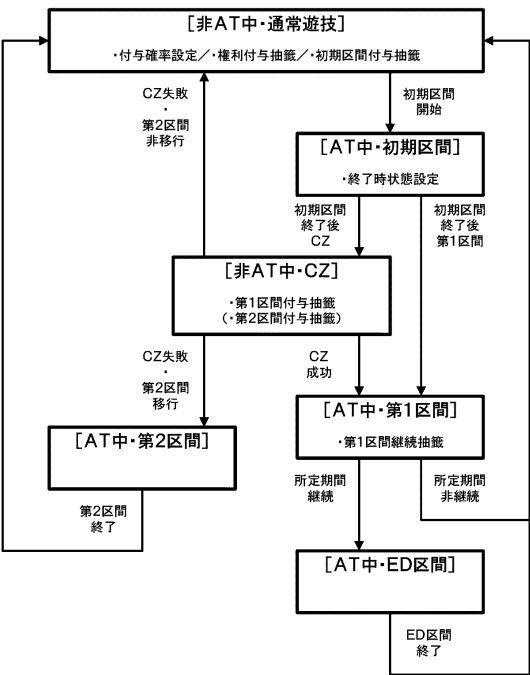 ［非AT中・通常遊技］
・付与確率設定／・権利付与抽籤／・初期区間付与抽籤
CZ失敗
・
第2区間
非移行
初期区間
開始
［AT中・初期区間］
・終了時状態設定
初期区間
終了後
CZ
初期区間
終了後
第1区間
［非AT中・CZ］
・第1区間付与抽籤
（・第2区間付与抽籤）
CZ失敗
・
第2区間
移行
CZ
成功
［AT中・第2区間］
［AT中・第1区間］
・第1区間継続抽籤
第2区間
終了
所定期間
継続
所定期間
非継続
［AT中・ED区間］
ED区間
終了